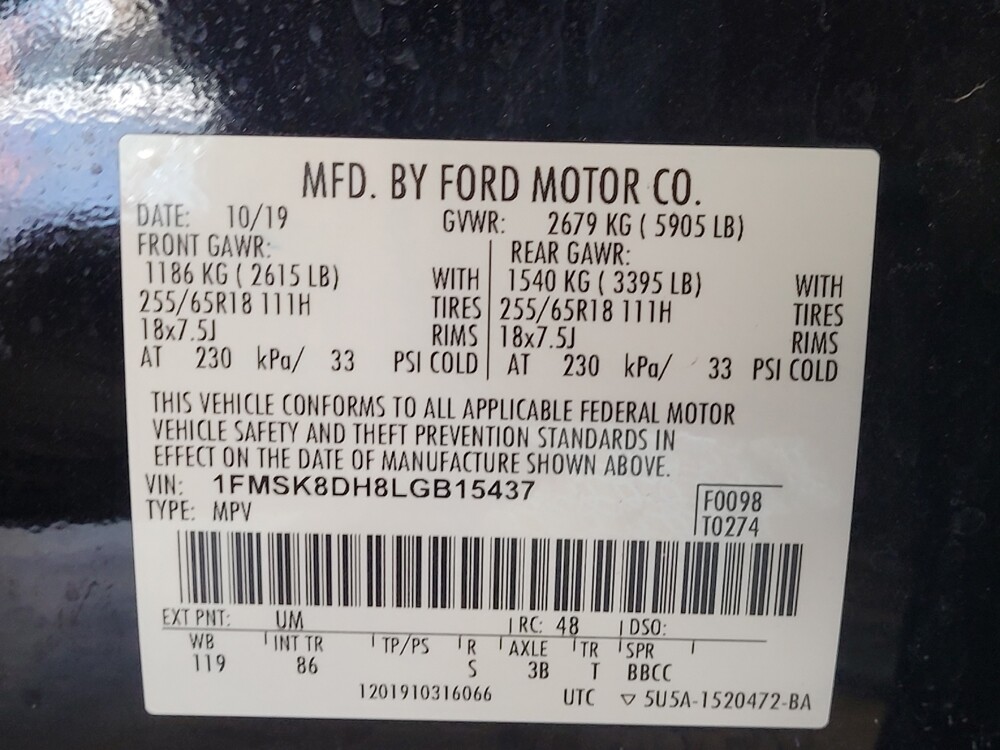 MFD. BY FORD MOTOR CO.
DATE: 10/19 GVWR: 2679 KG ( 5905 LB)
FRONT GAWR: REAR GAWR:
1186 KG ( 2615 LB) WITH 1540 KG ( 3395 LB) WITH
255/65R18 111H TIRES 255/65R18 111H TIRES
18x7.5J RIMS 18x7.5J RIMS
AT 230 kPa/ 33 PSI COLD AT 230 kPa/ 33 PSI COLD
THIS VEHICLE CONFORMS TO ALL APPLICABLE FEDERAL MOTOR
VEHICLE SAFETY AND THEFT PREVENTION STANDARDS IN
EFFECT ON THE DATE OF MANUFACTURE SHOWN ABOVE.
VIN: 1FMSK8DH8LGB15437
TYPE: MPV
F0098
T0274
EXT PNT: UM RC: 48 DSO:
WB INT TR TP/PS R AXLE TR SPR
119 86 S 3B T BBCC
1201910316066 UTC ▽ 5U5A-1520472-BA